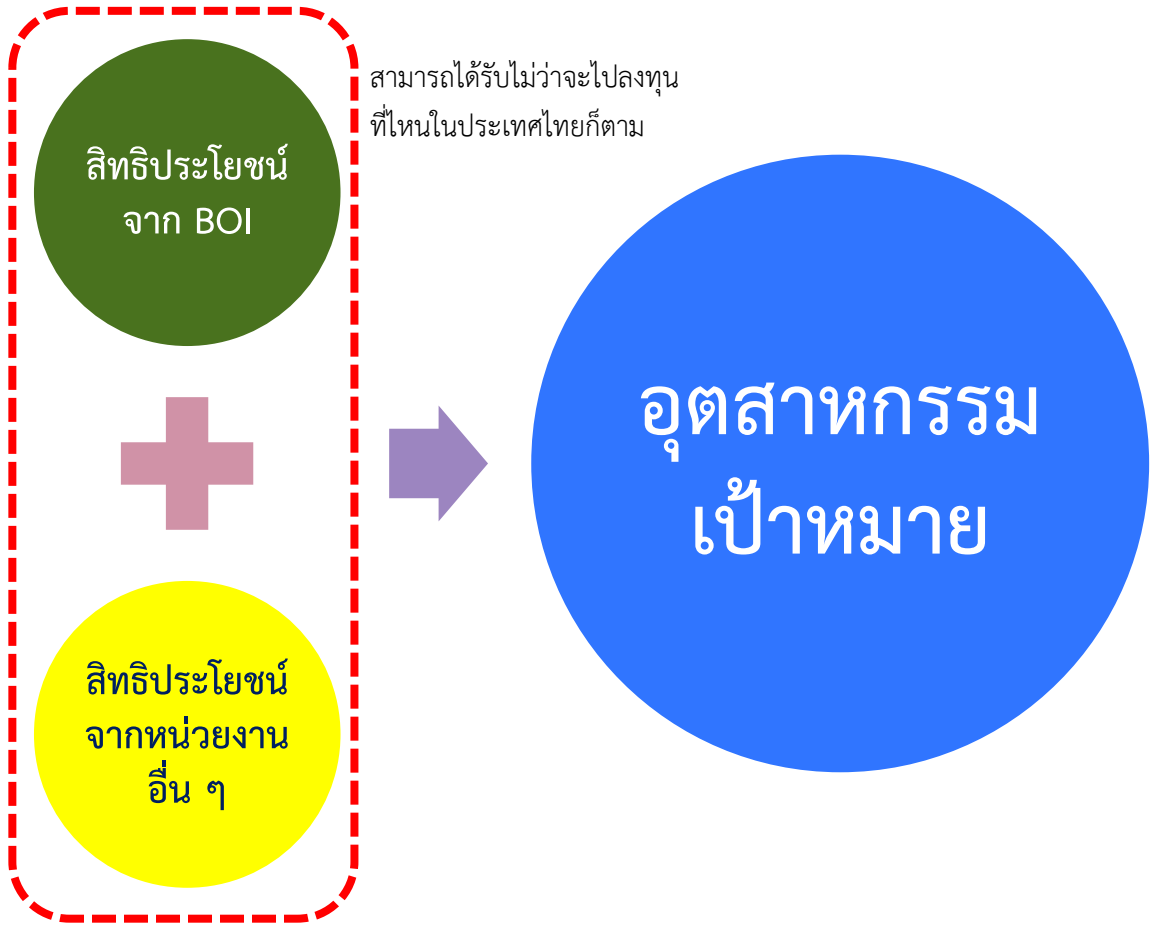 สิทธิประโยชน์
จาก BOI
สามารถได้รับไม่ว่าจะไปลงทุน
ที่ไหนในประเทศไทยก็ตาม
สิทธิประโยชน์
จากหน่วยงาน
อื่น ๆ
อุตสาหกรรม
เป้าหมาย